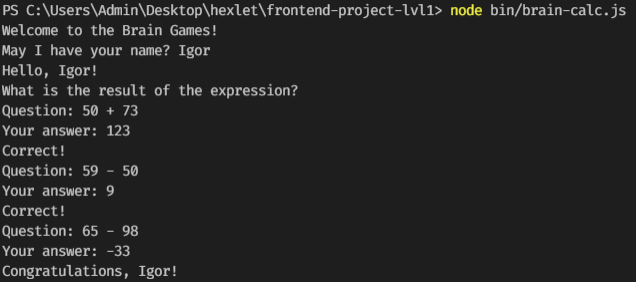 PS C:\Users\Admin\Desktop\hexlet\frontend-project-lvl1> node bin/brain-calc.js
Welcome to the Brain Games!
May I have your name? Igor
Hello, Igor!
What is the result of the expression?
Question: 50 + 73
Your answer: 123
Correct!
Question: 59 - 50
Your answer: 9
Correct!
Question: 65 - 98
Your answer: -33
Congratulations, Igor!